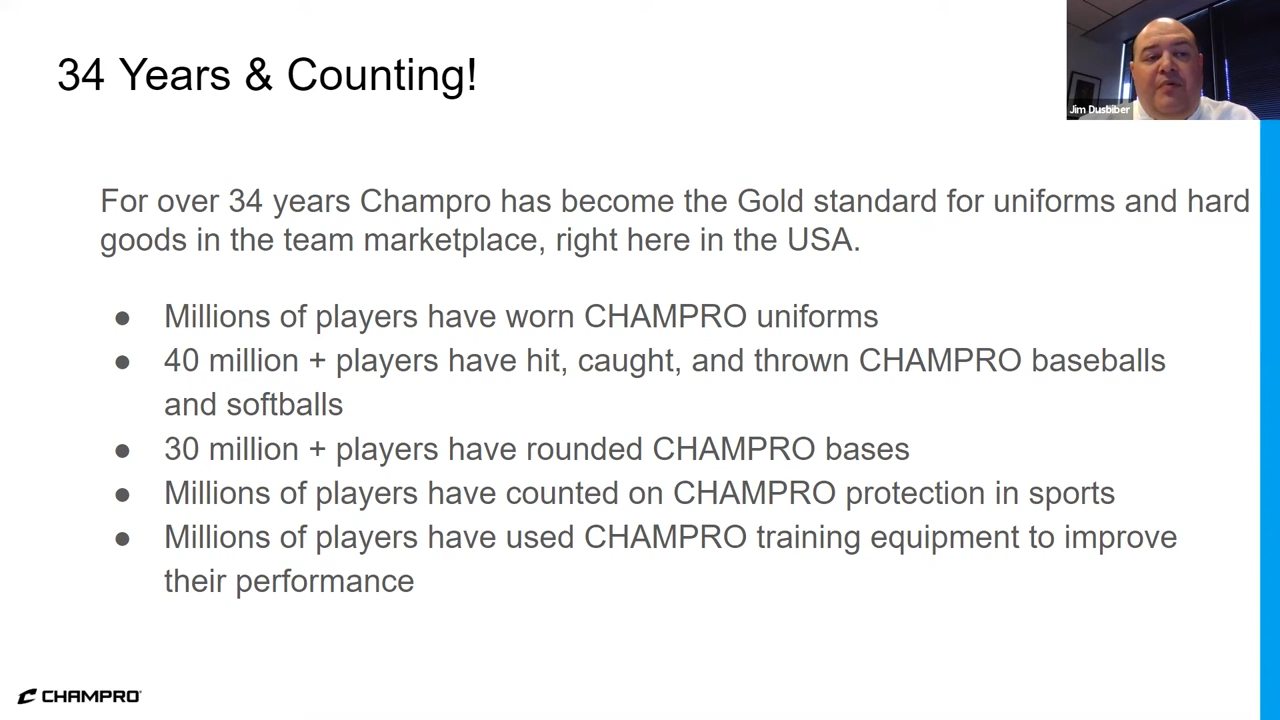 34 Years & Counting!
Jim Dusbiber
For over 34 years Champro has become the Gold standard for uniforms and hard
goods in the team marketplace, right here in the USA.
● Millions of players have worn CHAMPRO uniforms
● 40 million + players have hit, caught, and thrown CHAMPRO baseballs
and softballs
● 30 million + players have rounded CHAMPRO bases
● Millions of players have counted on CHAMPRO protection in sports
● Millions of players have used CHAMPRO training equipment to improve
their performance
CHAMPRO